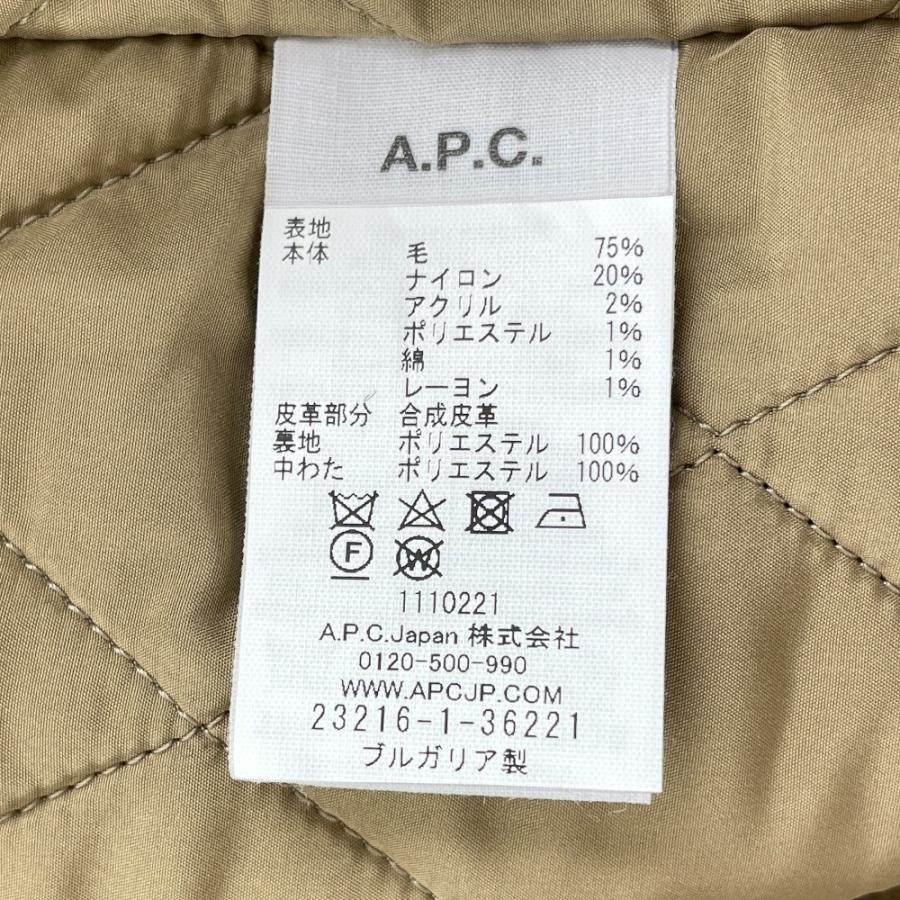 A.P.C.
表地
本体 毛 75%
ナイロン 20%
アクリル 2%
ポリエステル 1%
綿 1%
レーヨン 1%
皮革部分 合成皮革
裏地 ポリエステル 100%
中わた ポリエステル 100%
F W
1110221
A.P.C.Japan 株式会社
0120-500-990
WWW.APCJP.COM
23216-1-36221
ブルガリア製